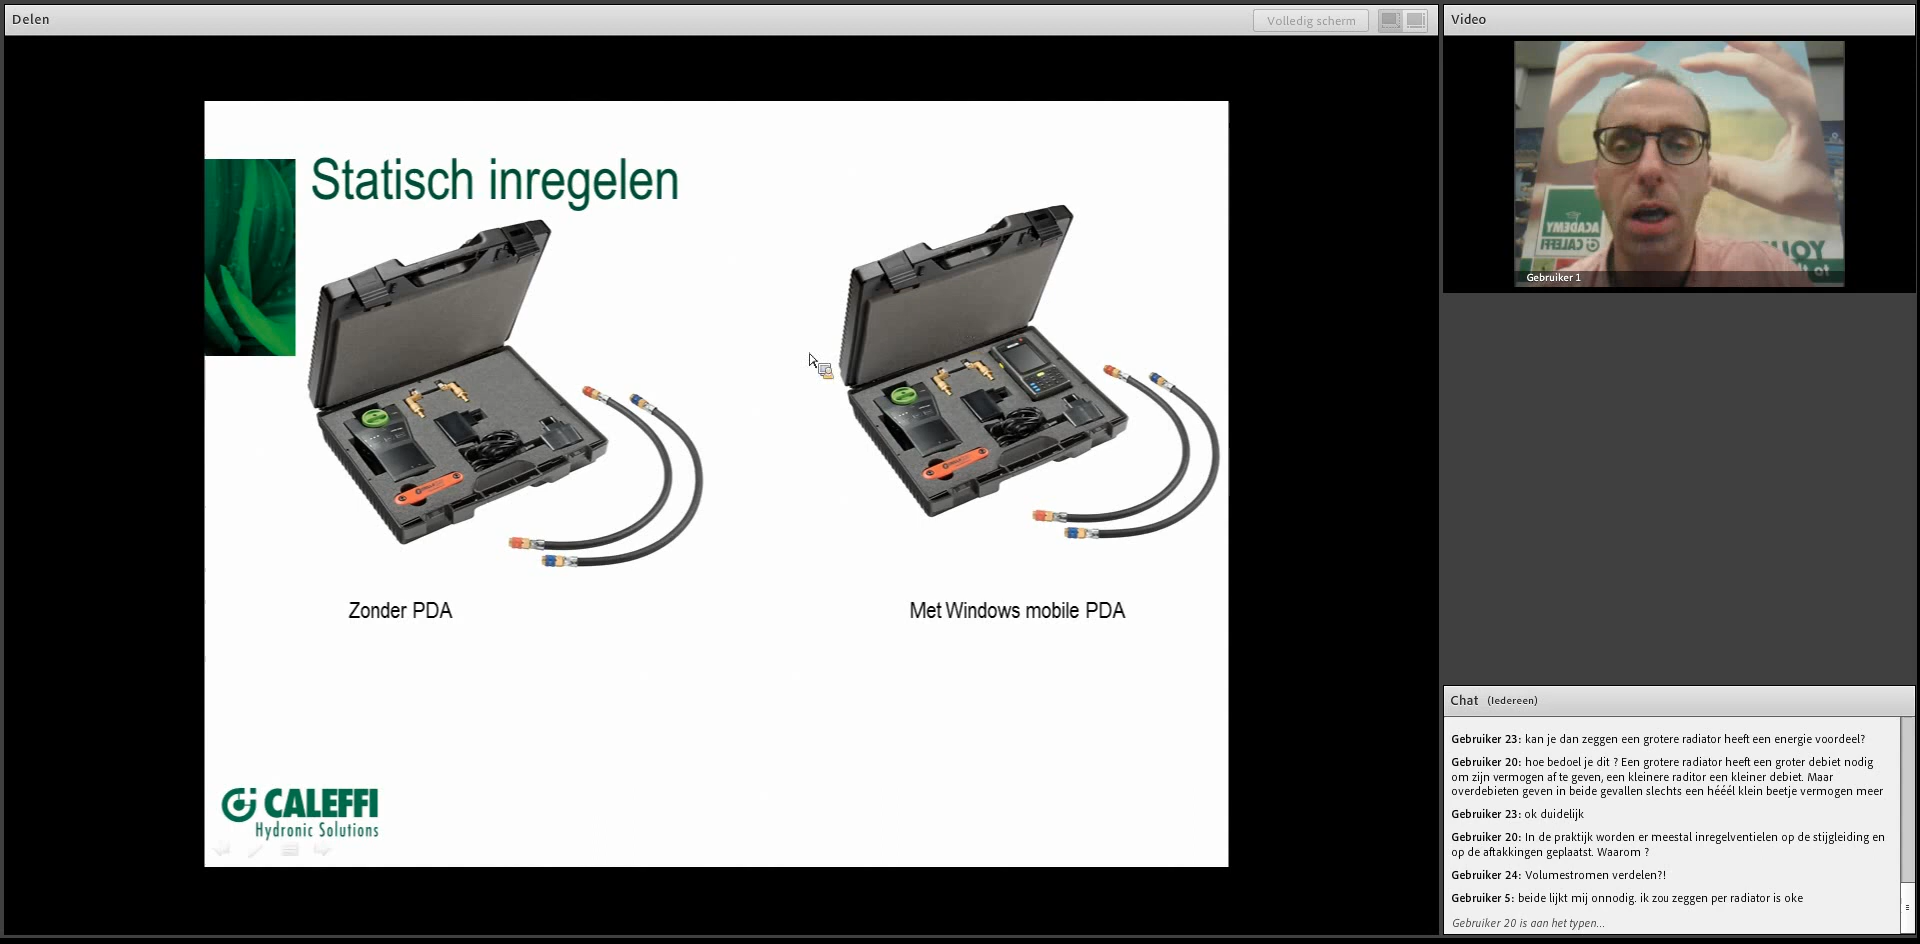 Delen
Volledig scherm
Video
Statisch inregelen
Zonder PDA
Met Windows mobile PDA
CALEFFI
Hydronic Solutions
ACADEMY
CALEFFI
YOU
to th
Gebruiker 1
Chat (Iedereen)
Gebruiker 23: kan je dan zeggen een grotere radiator heeft een energie voordeel?
Gebruiker 20: hoe bedoel je dit ? Een grotere radiator heeft een groter debiet nodig
om zijn vermogen af te geven, een kleinere raditor een kleiner debiet. Maar
overdebieten geven in beide gevallen slechts een hééél klein beetje vermogen meer
Gebruiker 23: ok duidelijk
Gebruiker 20: In de praktijk worden er meestal inregelventielen op de stijgleiding en
op de aftakkingen geplaatst. Waarom ?
Gebruiker 24: Volumestromen verdelen?!
Gebruiker 5: beide lijkt mij onnodig. ik zou zeggen per radiator is oke
Gebruiker 20 is aan het typen...